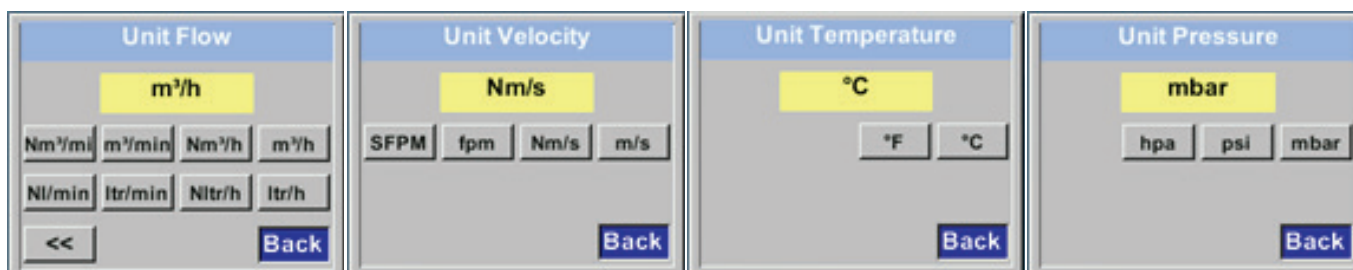 Unit Flow
m³/h
Nm³/mi m³/min Nm³/h m³/h
Nl/min ltr/min Nltr/h ltr/h
<< Back
Unit Velocity
Nm/s
SFPM fpm Nm/s m/s
Back
Unit Temperature
°C
°F °C
Back
Unit Pressure
mbar
hpa psi mbar
Back